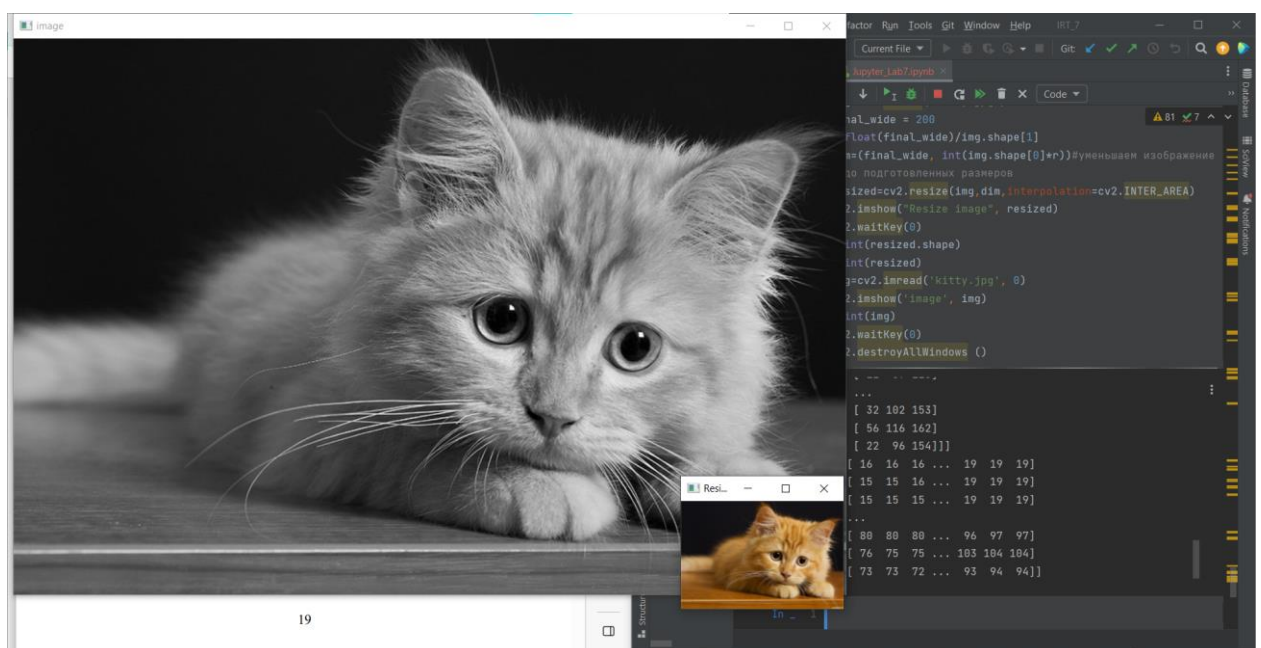 image
factor Run Tools Git Window Help IRT_7
Current File Git:
Jupyter_Lab7.ipynb
Code
nal_wide = 200
81 7
float(final_wide)/img.shape[1]
m=(final_wide, int(img.shape[0]*r))#уменьшаем изображение
до подготовленных размеров
sized=cv2.resize(img,dim,interpolation=cv2.INTER_AREA)
2.imshow("Resize image", resized)
2.waitKey(0)
int(resized.shape)
int(resized)
g=cv2.imread('kitty.jpg', 0)
2.imshow('image', img)
int(img)
2.waitKey(0)
2.destroyAllWindows ()
...
[ 32 102 153]
[ 56 116 162]
[ 22 96 154]]]
[ 16 16 16 ... 19 19 19]
[ 15 15 16 ... 19 19 19]
[ 15 15 15 ... 19 19 19]
...
[ 80 80 80 ... 96 97 97]
[ 76 75 75 ... 103 104 104]
[ 73 73 72 ... 93 94 94]]
In _ 1
Resi...
19
Structur
Database
SciView
Notifications